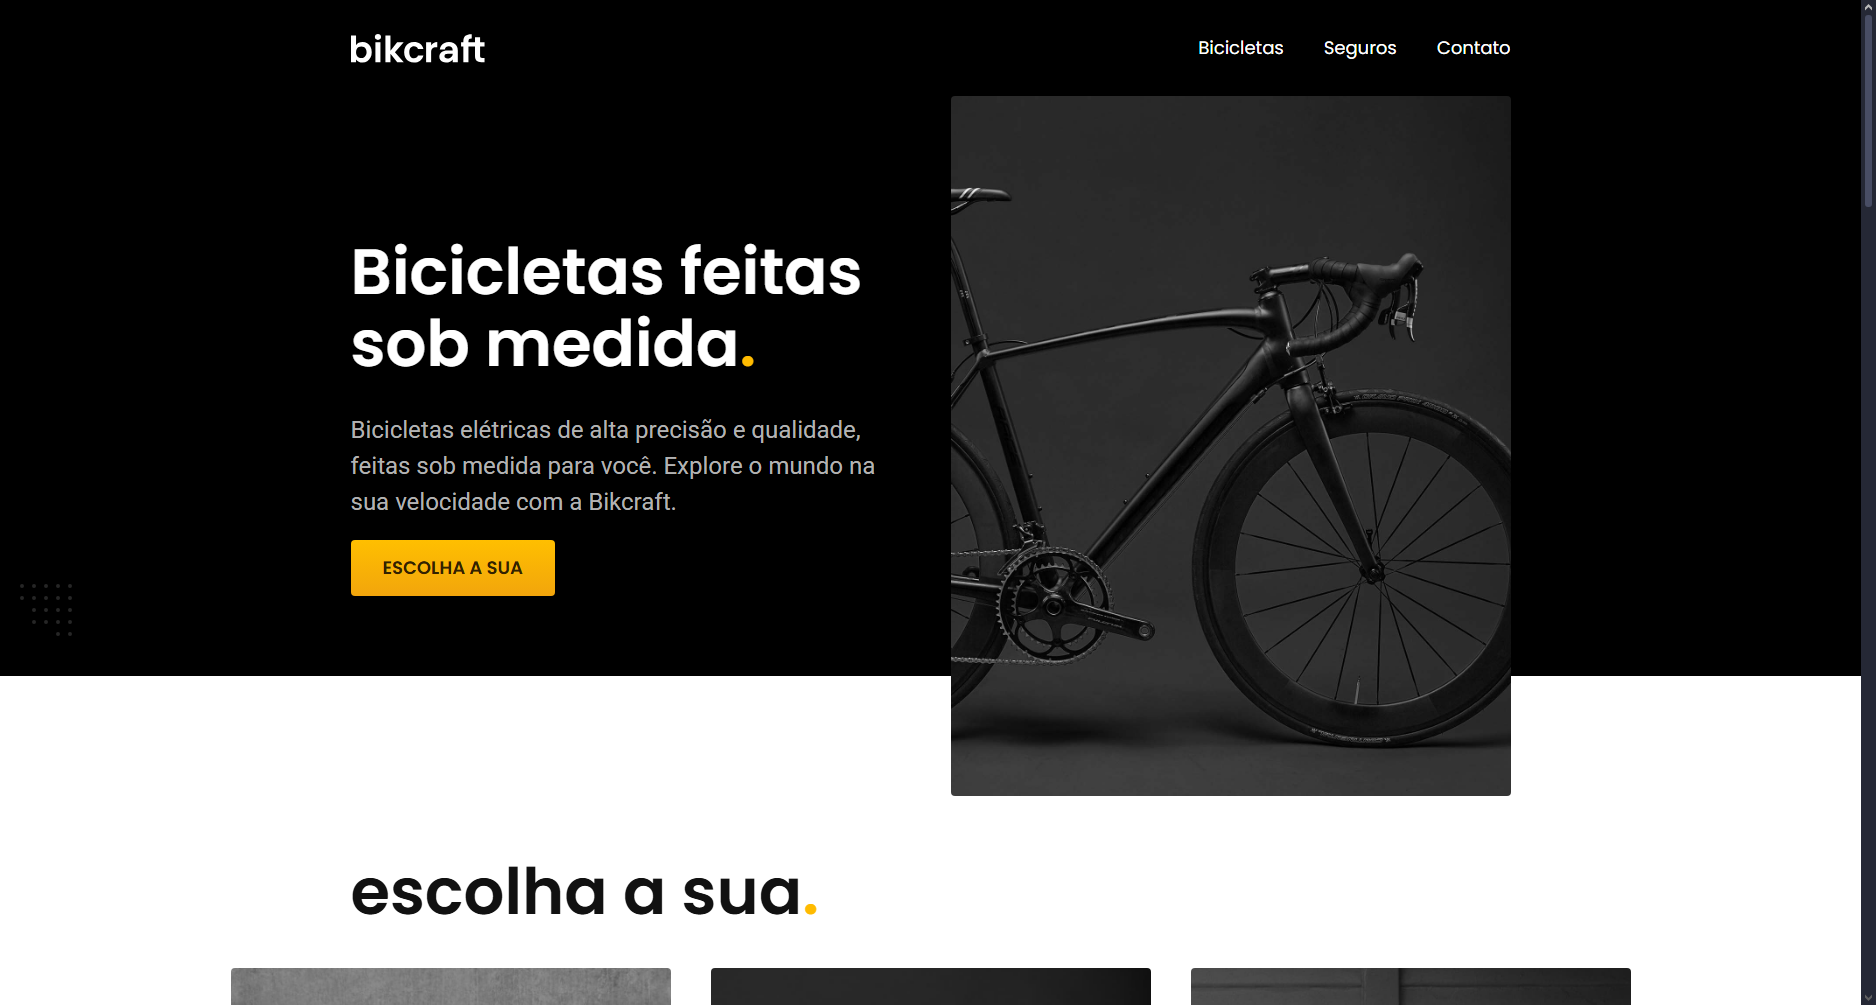 bikcraft
Bicicletas
Seguros
Contato
Bicicletas feitas
sob medida.
Bicicletas elétricas de alta precisão e qualidade,
feitas sob medida para você. Explore o mundo na
sua velocidade com a Bikcraft.
ESCOLHA A SUA
escolha a sua.